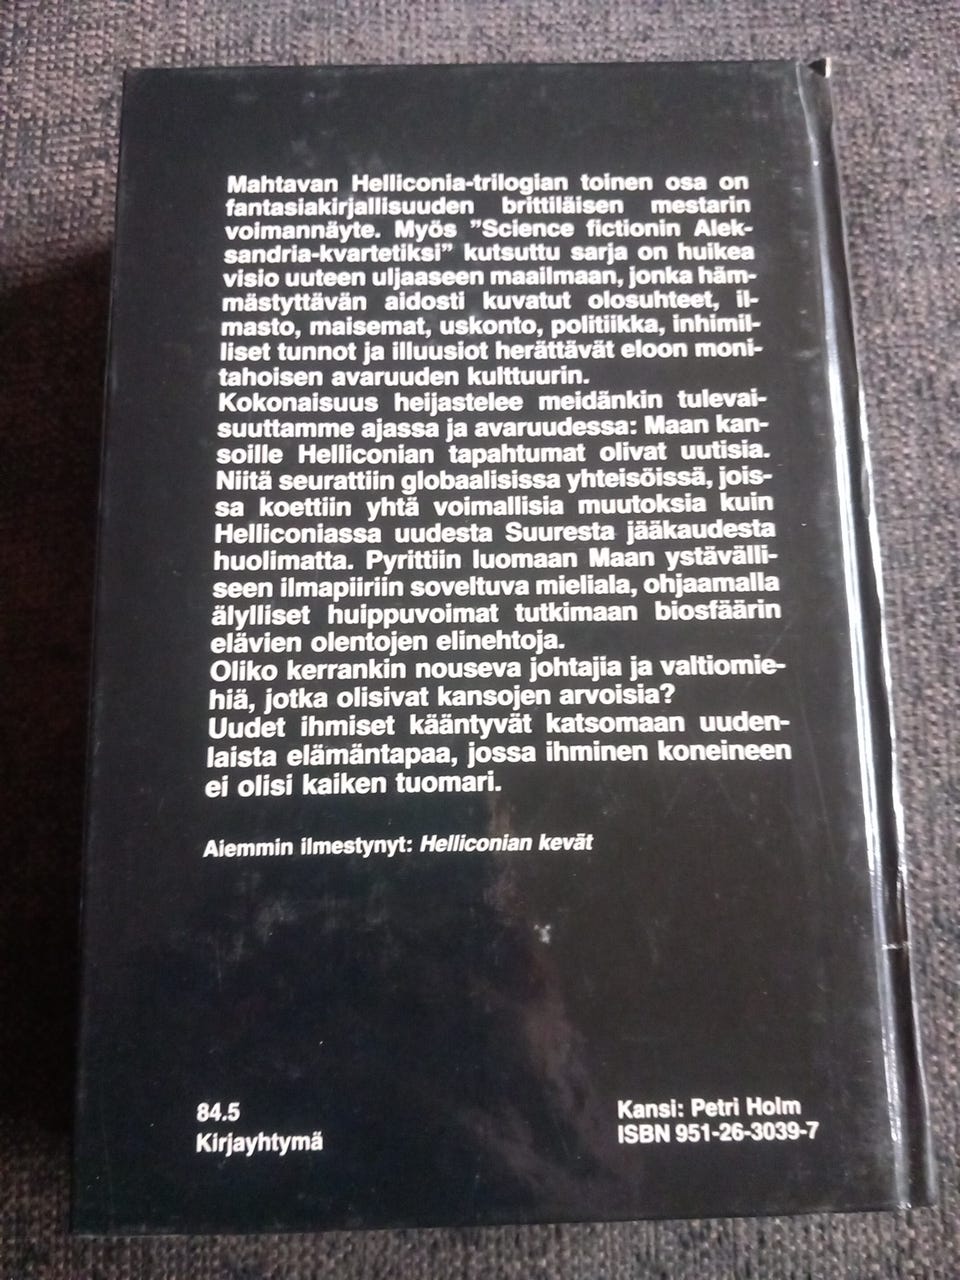 Mahtavan Helliconia-trilogian toinen osa on
fantasiakirjallisuuden brittiläisen mestarin
voimannäyte. Myös ”Science fictionin Alek-
sandria-kvartetiksi” kutsuttu sarja on huikea
visio uuteen uljaaseen maailmaan, jonka häm-
mästyttävän aidosti kuvatut olosuhteet, il-
masto, maisemat, uskonto, politiikka, inhimil-
liset tunnot ja illuusiot herättävät eloon moni-
tahoisen avaruuden kulttuurin.
Kokonaisuus heijastelee meidänkin tulevai-
suuttamme ajassa ja avaruudessa: Maan kan-
soille Helliconian tapahtumat olivat uutisia.
Niitä seurattiin globaalisissa yhteisöissä, jois-
sa koettiin yhtä voimallisia muutoksia kuin
Helliconiassa uudesta Suuresta jääkaudesta
huolimatta. Pyrittiin luomaan Maan ystävälli-
seen ilmapiiriin soveltuva mieliala, ohjaamalla
älylliset huippuvoimat tutkimaan biosfäärin
elävien olentojen elinehtoja.
Oliko kerrankin nouseva johtajia ja valtiomie-
hiä, jotka olisivat kansojen arvoisia?
Uudet ihmiset kääntyvät katsomaan uuden-
laista elämäntapaa, jossa ihminen koneineen
ei olisi kaiken tuomari.
Aiemmin ilmestynyt: Helliconian kevät
84.5
Kirjayhtymä
Kansi: Petri Holm
ISBN 951-26-3039-7